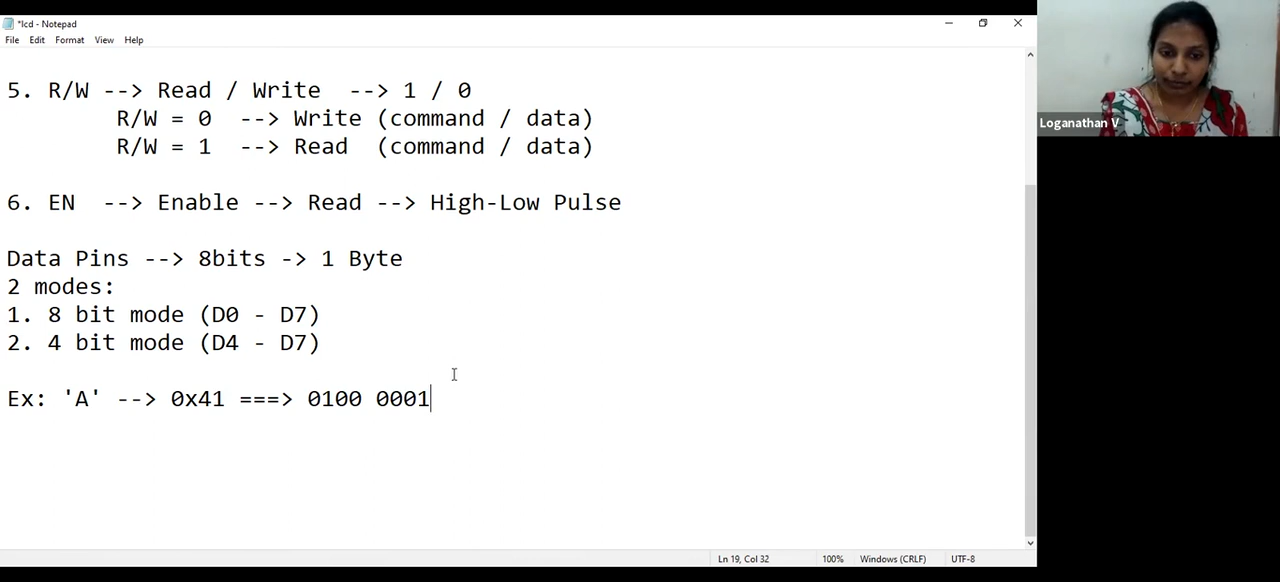 *lcd - Notepad
File Edit Format View Help
5. R/W --> Read / Write --> 1 / 0
R/W = 0 --> Write (command / data)
R/W = 1 --> Read (command / data)
6. EN --> Enable --> Read --> High-Low Pulse
Data Pins --> 8bits -> 1 Byte
2 modes:
1. 8 bit mode (D0 - D7)
2. 4 bit mode (D4 - D7)
Ex: 'A' --> 0x41 ===> 0100 0001
Ln 19, Col 32 100% Windows (CRLF) UTF-8
Loganathan V